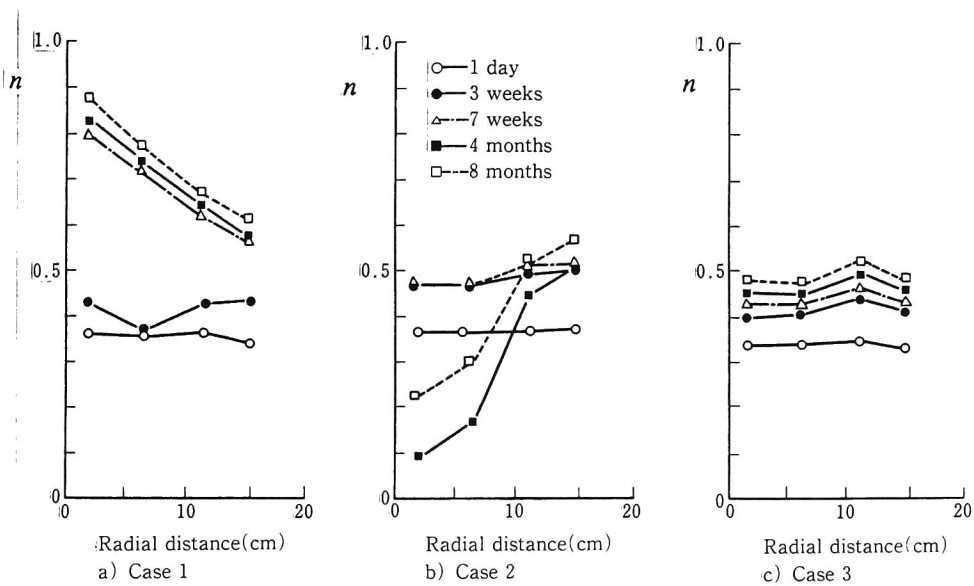 1.0
n
0.5
0
0
10
20
Radial distance(cm)
a) Case 1
1.0
n
1 day
3 weeks
7 weeks
4 months
8 months
0.5
0
0
10
20
Radial distance(cm)
b) Case 2
1.0
n
0.5
0
0
10
20
Radial distance(cm)
c) Case 3